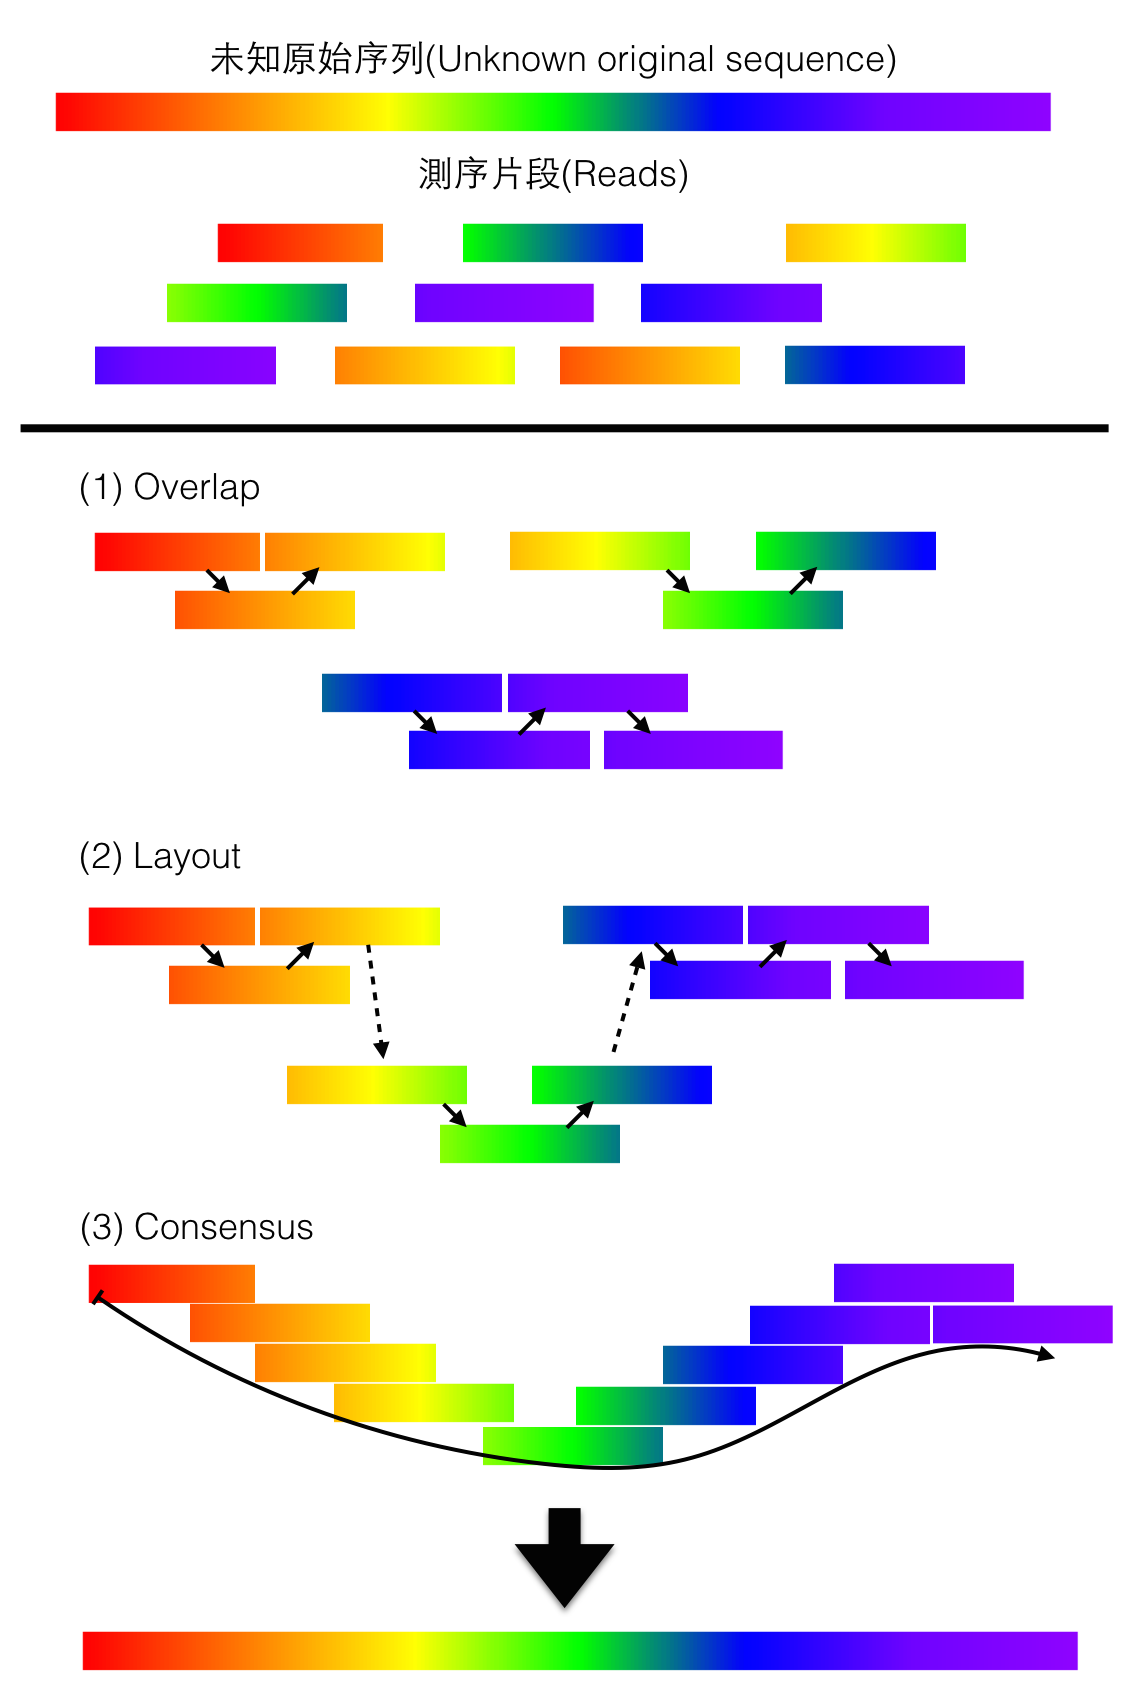 未知原始序列(Unknown original sequence)
測序片段(Reads)
(1) Overlap
(2) Layout
(3) Consensus